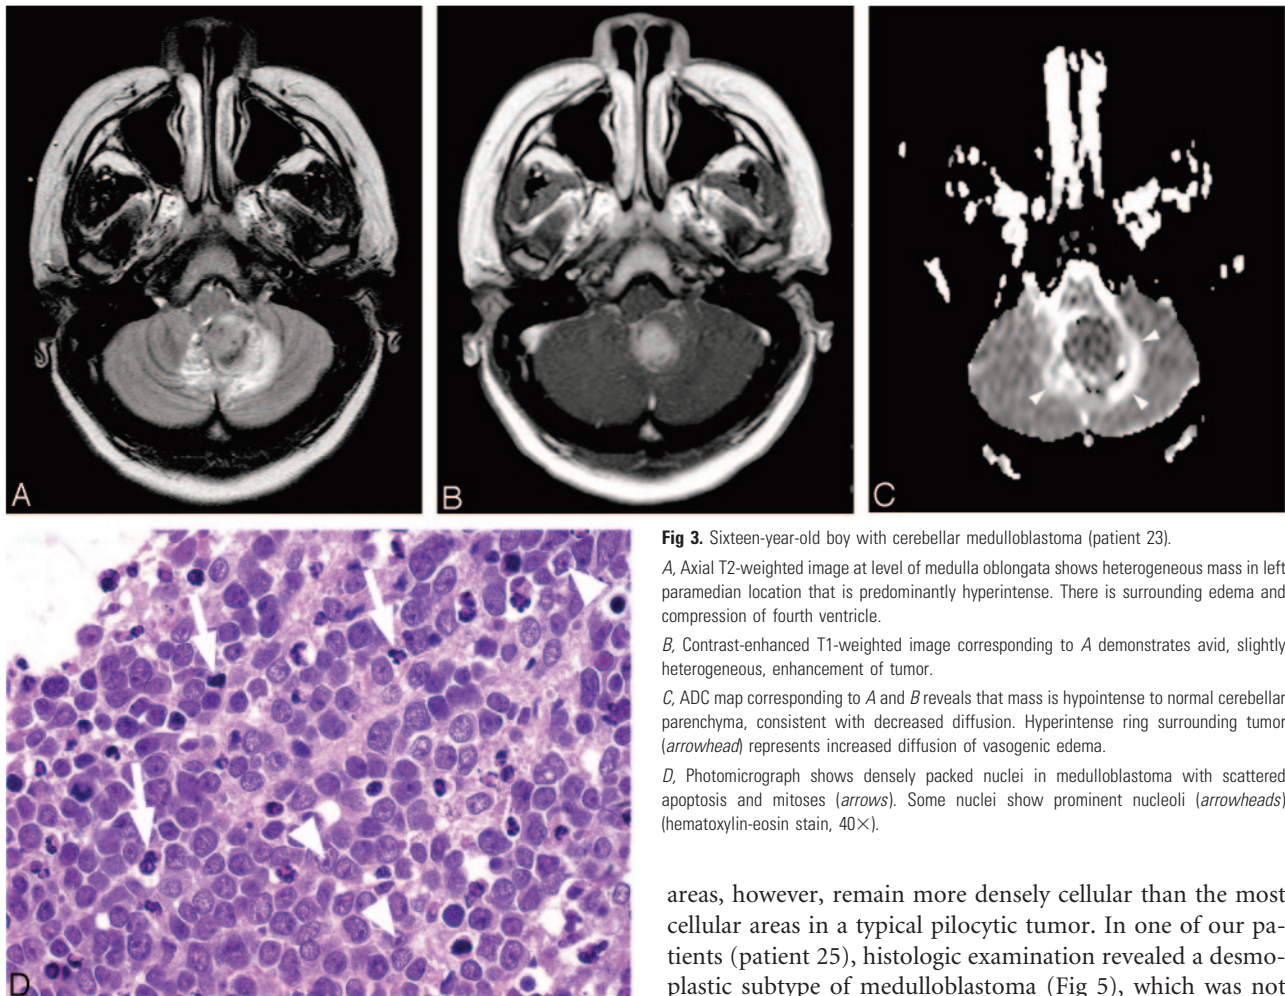 A
B
C
D
Fig 3. Sixteen-year-old boy with cerebellar medulloblastoma (patient 23).
A, Axial T2-weighted image at level of medulla oblongata shows heterogeneous mass in left
paramedian location that is predominantly hyperintense. There is surrounding edema and
compression of fourth ventricle.
B, Contrast-enhanced T1-weighted image corresponding to A demonstrates avid, slightly
heterogeneous, enhancement of tumor.
C, ADC map corresponding to A and B reveals that mass is hypointense to normal cerebellar
parenchyma, consistent with decreased diffusion. Hyperintense ring surrounding tumor
(arrowhead) represents increased diffusion of vasogenic edema.
D, Photomicrograph shows densely packed nuclei in medulloblastoma with scattered
apoptosis and mitoses (arrows). Some nuclei show prominent nucleoli (arrowheads)
(hematoxylin-eosin stain, 40×).
areas, however, remain more densely cellular than the most
cellular areas in a typical pilocytic tumor. In one of our pa-
tients (patient 25), histologic examination revealed a desmo-
plastic subtype of medulloblastoma (Fig 5), which was not